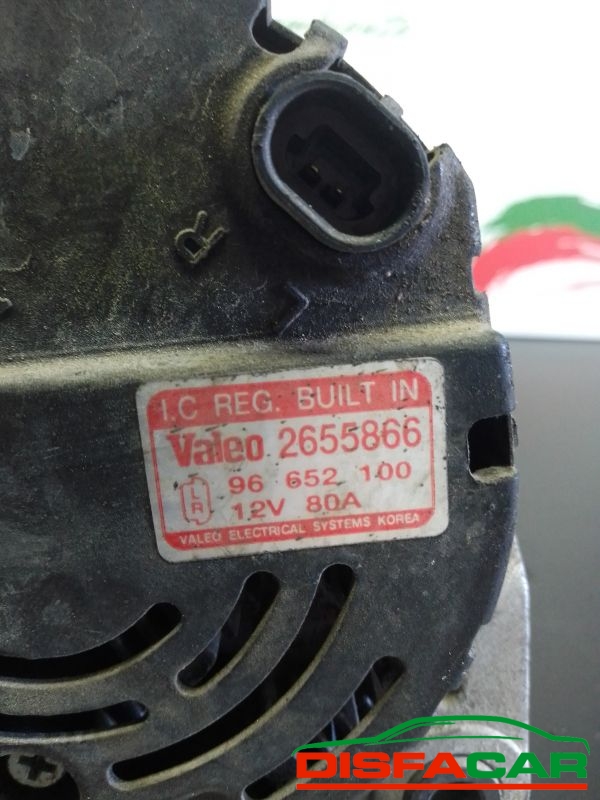 R
L
I.C REG. BUILT IN
Valeo 2655866
L
R
96 652 100
12V 80A
VALEO ELECTRICAL SYSTEMS KOREA
DISFACAR